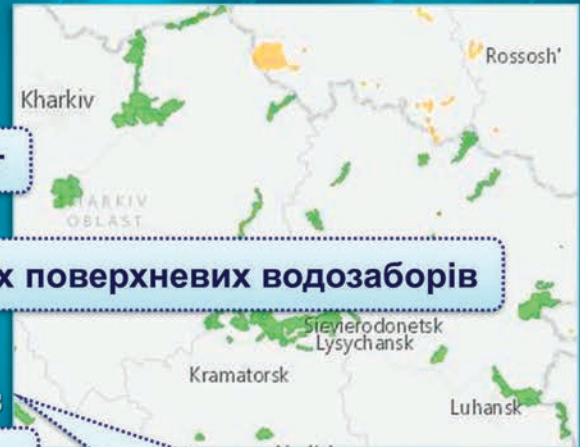 Rossosh'
Kharkiv
KHARKIV
OBLAST
х поверхневих водозаборів
Sievierodonetsk
Lysychansk
Kramatorsk
Luhansk